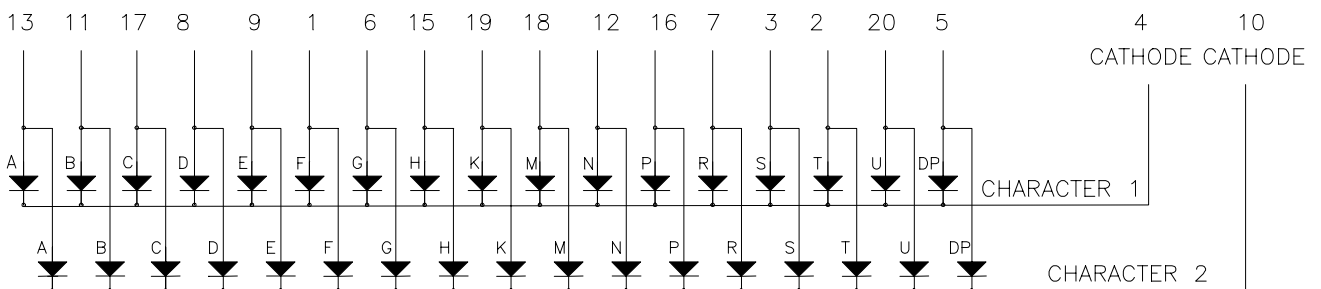 13 11 17 8 9 1 6 15 19 18 12 16 7 3 2 20 5 4 10
CATHODE CATHODE
A B C D E F G H K M N P R S T U DP
CHARACTER 1
A B C D E F G H K M N P R S T U DP
CHARACTER 2